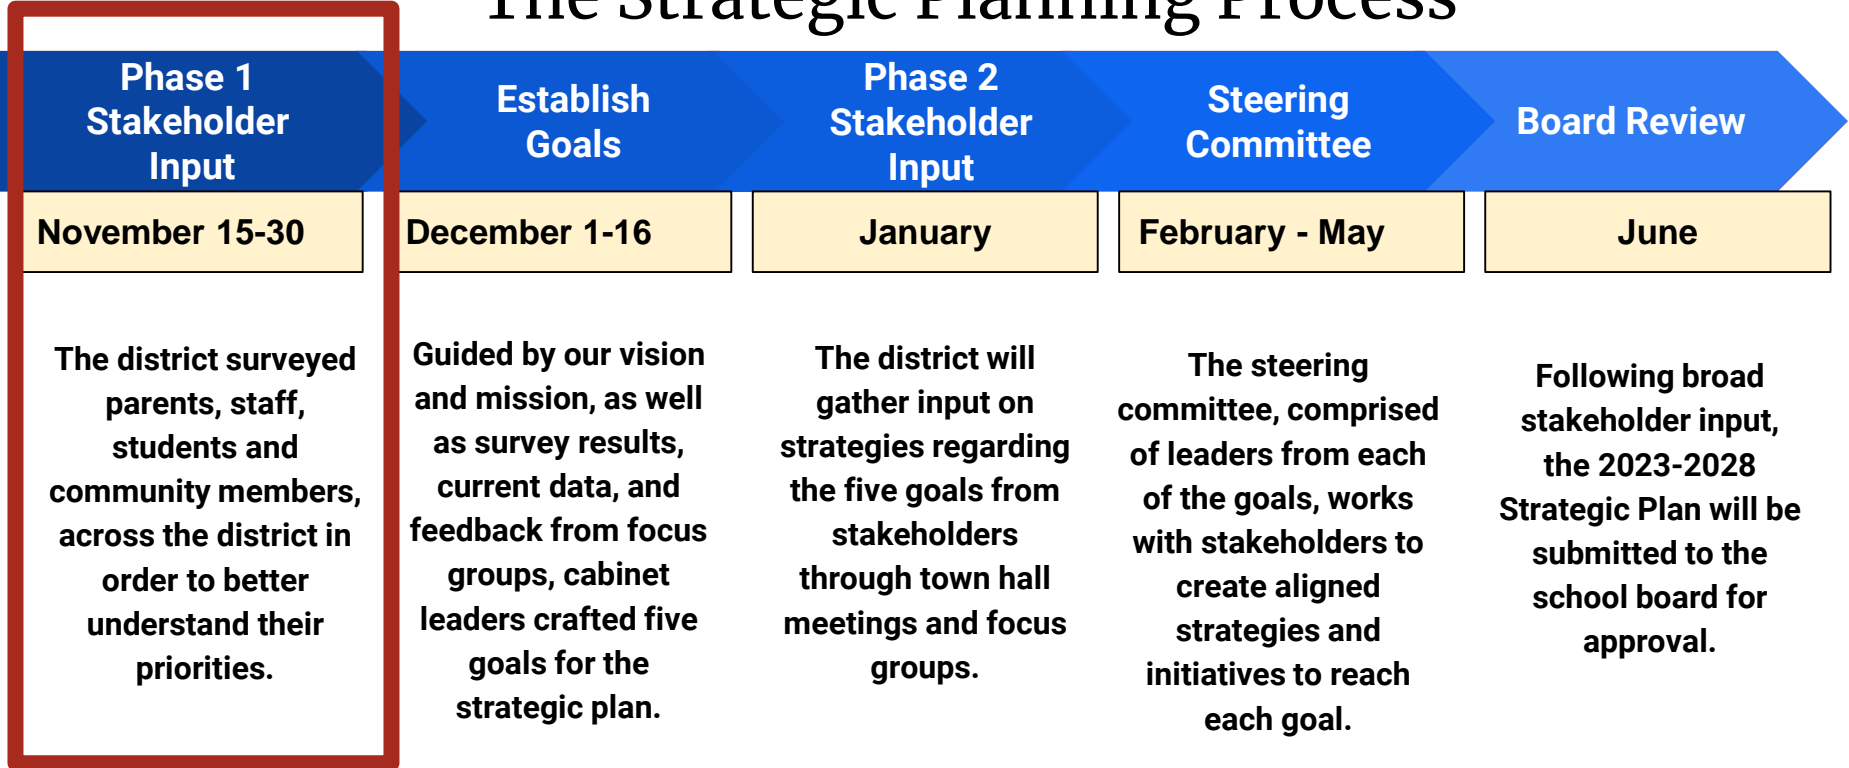 The Strategic Planning Process
Phase 1
Stakeholder
Input
Establish
Goals
Phase 2
Stakeholder
Input
Steering
Committee
Board Review
November 15-30
December 1-16
January
February - May
June
The district surveyed
parents, staff,
students and
community members,
across the district in
order to better
understand their
priorities.
Guided by our vision
and mission, as well
as survey results,
current data, and
feedback from focus
groups, cabinet
leaders crafted five
goals for the
strategic plan.
The district will
gather input on
strategies regarding
the five goals from
stakeholders
through town hall
meetings and focus
groups.
The steering
committee, comprised
of leaders from each
of the goals, works
with stakeholders to
create aligned
strategies and
initiatives to reach
each goal.
Following broad
stakeholder input,
the 2023-2028
Strategic Plan will be
submitted to the
school board for
approval.